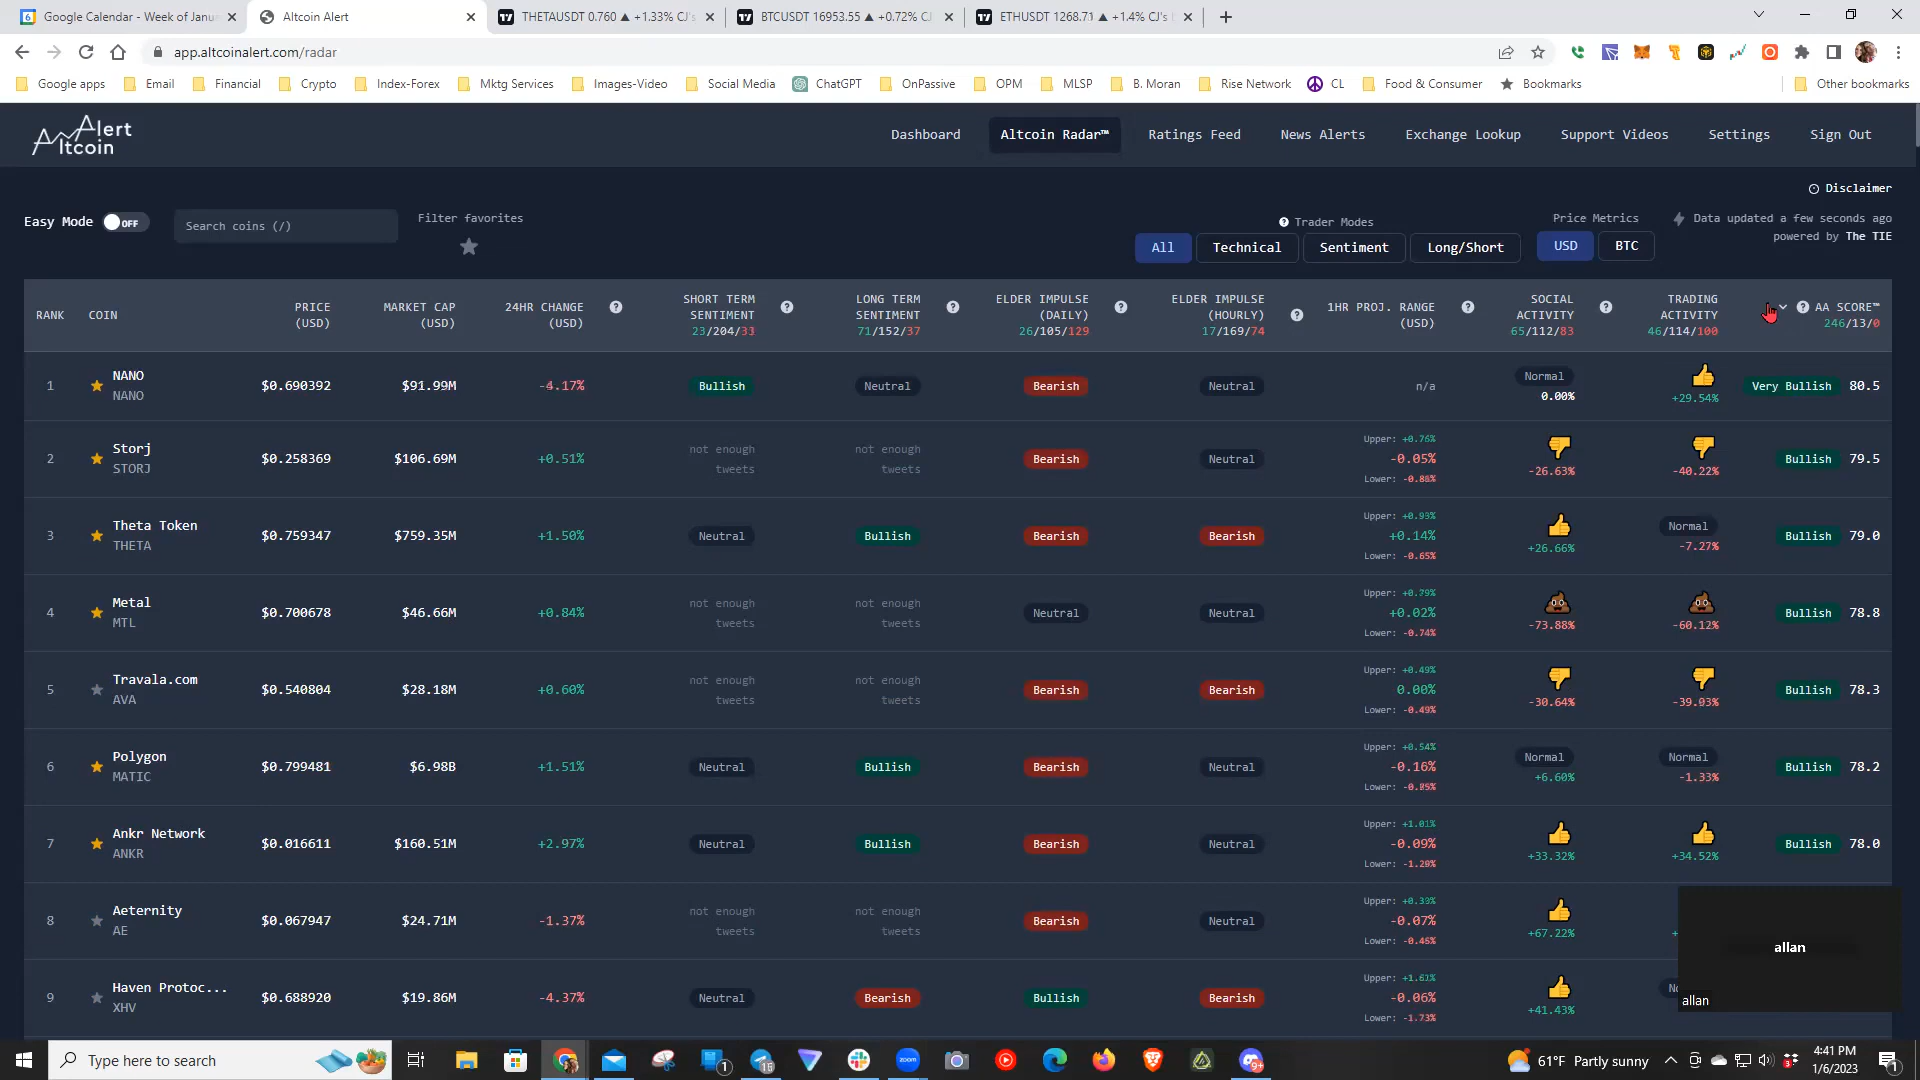 Google Calendar - Week of Janu
Altcoin Alert
THETAUSDT 0.760 ▲ +1.33% CJ's
BTCUSDT 16953.55 ▲ +0.72% CJ
ETHUSDT 1268.71 ▲ +1.4% CJ's
app.altcoinalert.com/radar
Google apps
Email
Financial
Crypto
Index-Forex
Mktg Services
Images-Video
Social Media
ChatGPT
OnPassive
OPM
MLSP
B. Moran
Rise Network
CL
Food & Consumer
Bookmarks
Other bookmarks
Alert
Altcoin
Dashboard
Altcoin Radar™
Ratings Feed
News Alerts
Exchange Lookup
Support Videos
Settings
Sign Out
Disclaimer
Easy Mode OFF
Search coins (/)
Filter favorites
Trader Modes
All
Technical
Sentiment
Long/Short
Price Metrics
USD
BTC
Data updated a few seconds ago
powered by The TIE
RANK
COIN
PRICE
(USD)
MARKET CAP
(USD)
24HR CHANGE
(USD)
SHORT TERM
SENTIMENT
23/204/33
LONG TERM
SENTIMENT
71/152/37
ELDER IMPULSE
(DAILY)
26/105/129
ELDER IMPULSE
(HOURLY)
17/169/74
1HR PROJ. RANGE
(USD)
SOCIAL
ACTIVITY
65/112/83
TRADING
ACTIVITY
46/114/100
AA SCORE™
246/13/0
1
NANO
NANO
$0.690392
$91.99M
-4.17%
Bullish
Neutral
Bearish
Neutral
n/a
Normal
0.00%
+29.54%
Very Bullish
80.5
2
Storj
STORJ
$0.258369
$106.69M
+0.51%
not enough
tweets
not enough
tweets
Bearish
Neutral
Upper: +0.76%
-0.05%
Lower: -0.86%
-26.63%
-40.22%
Bullish
79.5
3
Theta Token
THETA
$0.759347
$759.35M
+1.50%
Neutral
Bullish
Bearish
Bearish
Upper: +0.93%
+0.14%
Lower: -0.65%
+26.66%
Normal
-7.27%
Bullish
79.0
4
Metal
MTL
$0.700678
$46.66M
+0.84%
not enough
tweets
not enough
tweets
Neutral
Neutral
Upper: +0.79%
+0.02%
Lower: -0.74%
-73.88%
-60.12%
Bullish
78.8
5
Travala.com
AVA
$0.540804
$28.18M
+0.60%
not enough
tweets
not enough
tweets
Bearish
Bearish
Upper: +0.49%
0.00%
Lower: -0.49%
-30.64%
-39.03%
Bullish
78.3
6
Polygon
MATIC
$0.799481
$6.98B
+1.51%
Neutral
Bullish
Bearish
Neutral
Upper: +0.54%
-0.16%
Lower: -0.85%
Normal
+6.60%
Normal
-1.33%
Bullish
78.2
7
Ankr Network
ANKR
$0.016611
$160.51M
+2.97%
Neutral
Bullish
Bearish
Neutral
Upper: +1.01%
-0.09%
Lower: -1.20%
+33.32%
+34.52%
Bullish
78.0
8
Aeternity
AE
$0.067947
$24.71M
-1.37%
not enough
tweets
not enough
tweets
Bearish
Neutral
Upper: +0.33%
-0.07%
Lower: -0.46%
+67.22%
9
Haven Protoc...
XHV
$0.688920
$19.86M
-4.37%
Neutral
Bearish
Bullish
Bearish
Upper: +1.61%
-0.06%
Lower: -1.73%
+41.43%
allan
allan
Type here to search
61°F Partly sunny
4:41 PM
1/6/2023